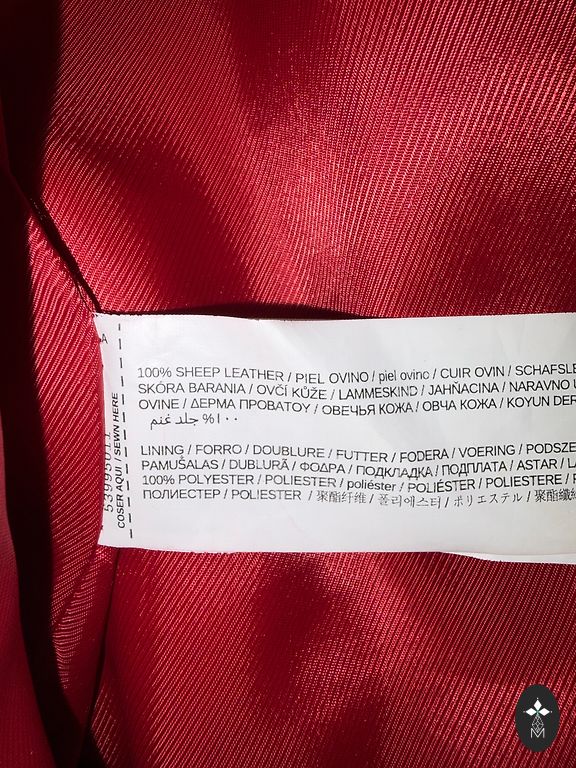 A
53995011
COSER AQUI / SEWN HERE
100% SHEEP LEATHER / PIEL OVINO / piel ovino / CUIR OVIN / SCHAFSLE
SKÓRA BARANIA / OVČÍ KŮŽE / LAMMESKIND / JAHŇACINA / NARAVNO U
OVINE / ΔΕΡΜΑ ΠΡΟΒΑΤΟΥ / ОВЕЧЬЯ КОЖА / ОВЧА КОЖА / KOYUN DER
١٠٠% جلد غنم
LINING / FORRO / DOUBLURE / FUTTER / FODERA / VOERING / PODSZE
PAMUŠALAS / DUBLURĂ / ΦΟΔΡΑ / ПОДКЛАДКА / ПОДПЛАТА / ASTAR / LA
100% POLYESTER / POLIESTER / poliéster / POLIÉSTER / POLIESTERE / P
ПОЛИЕСТЕР / POLIESTER / 聚酯纤维 / 폴리에스터 / ポリエステル / 聚酯纖維
M